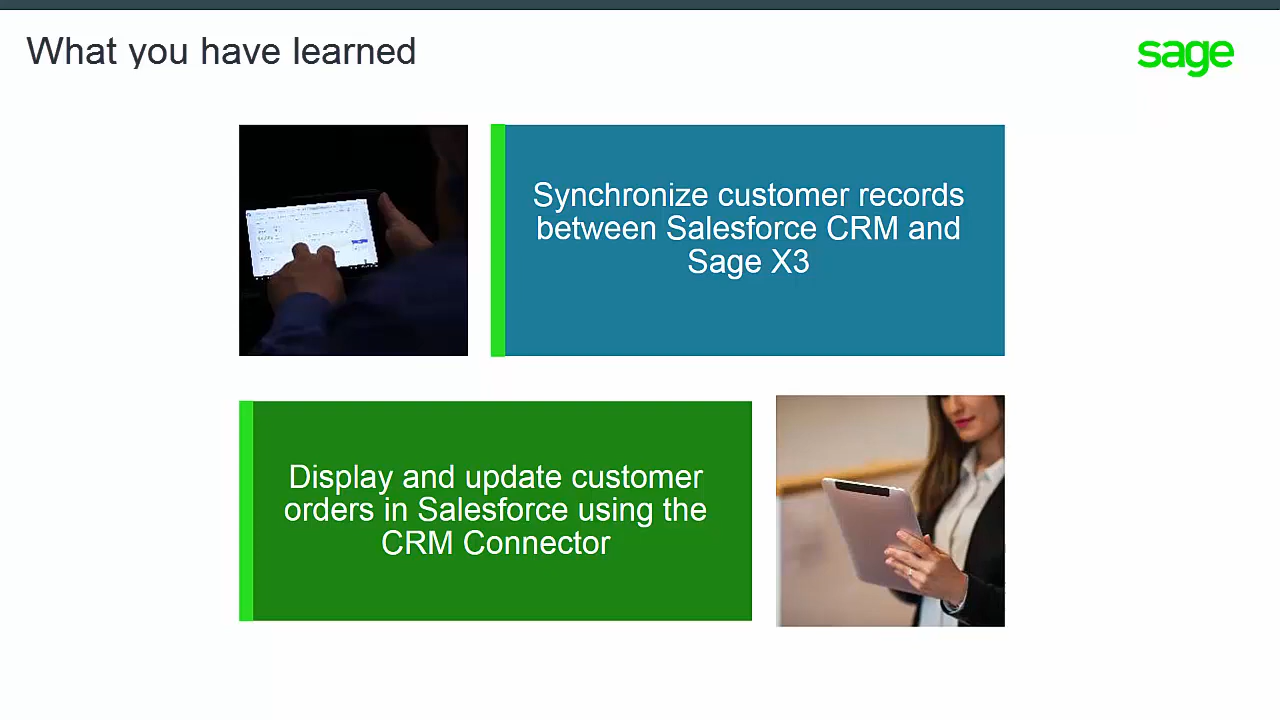 What you have learned
sage
Synchronize customer records
between Salesforce CRM and
Sage X3
Display and update customer
orders in Salesforce using the
CRM Connector